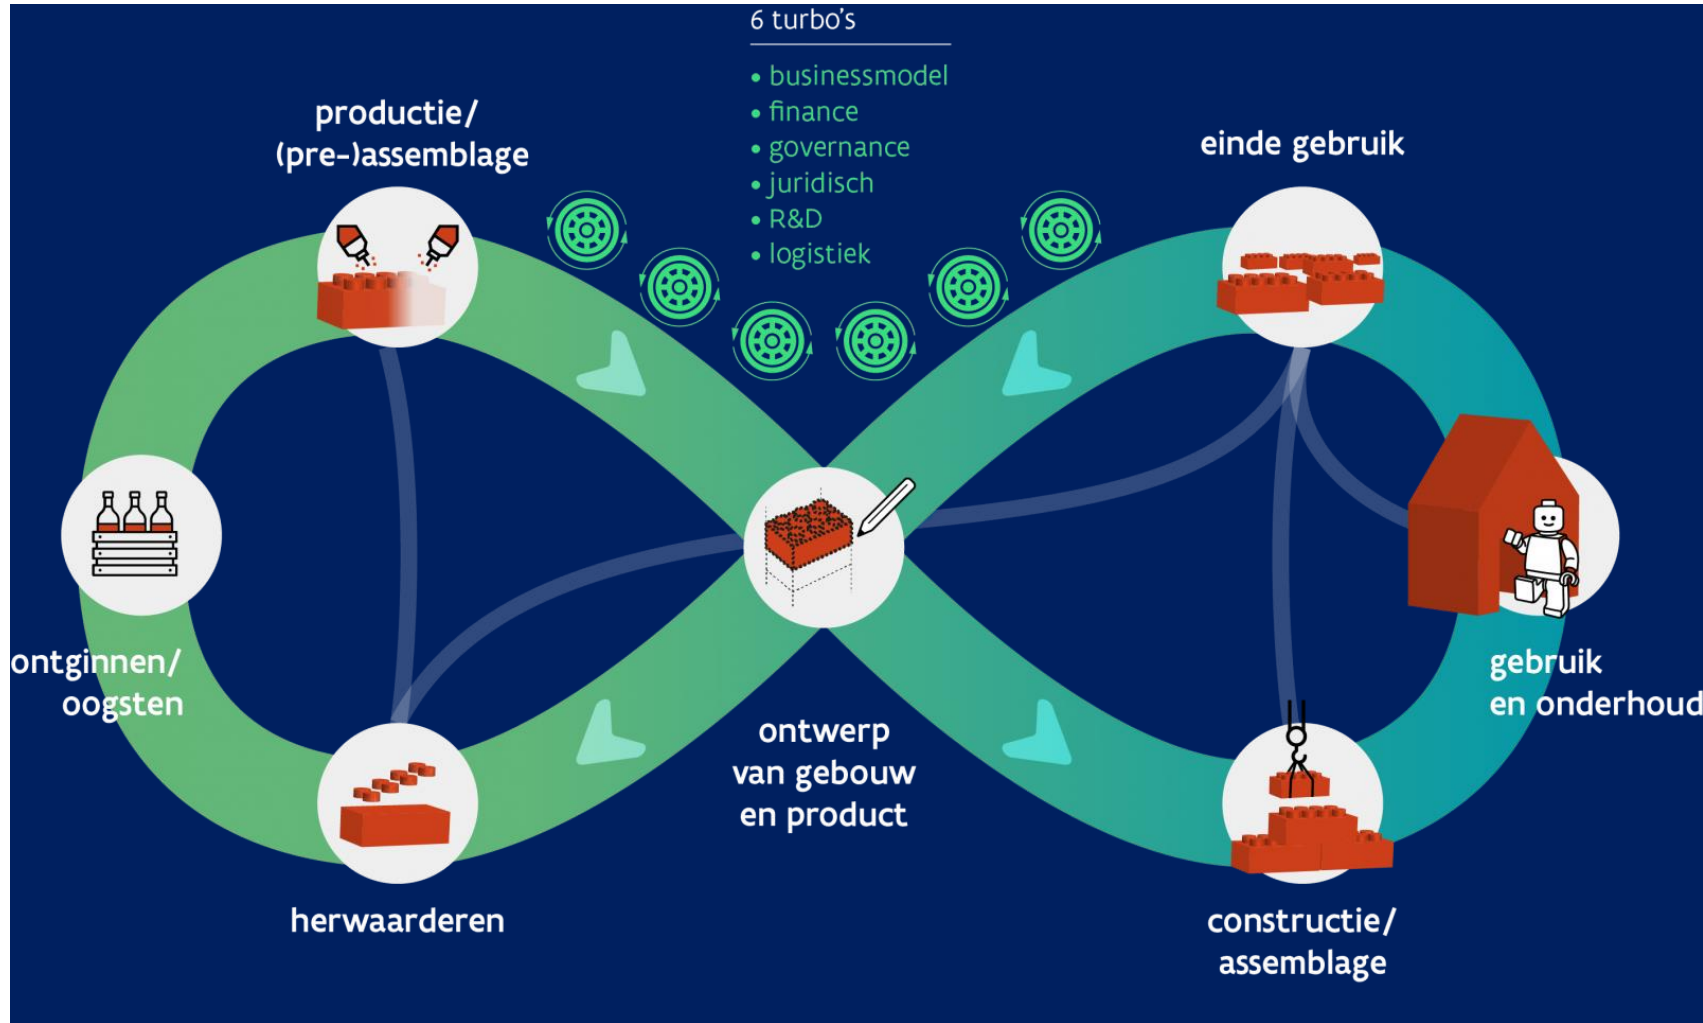 6 turbo's
• businessmodel
• finance
• governance
• juridisch
• R&D
• logistiek
productie/
(pre-)assemblage
einde gebruik
ontginnen/
oogsten
gebruik
en onderhoud
ontwerp
van gebouw
en product
herwaarderen
constructie/
assemblage